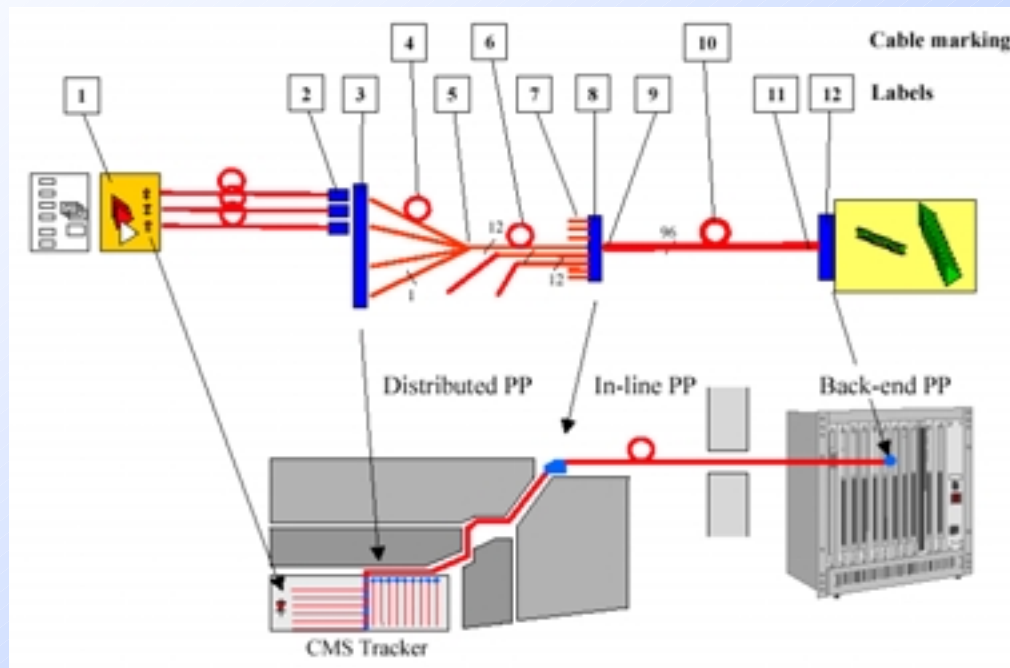 4
6
10
Cable marking
1
2
3
5
7
8
9
11
12
Labels
12
96
12
1
Distributed PP
In-line PP
Back-end PP
CMS Tracker